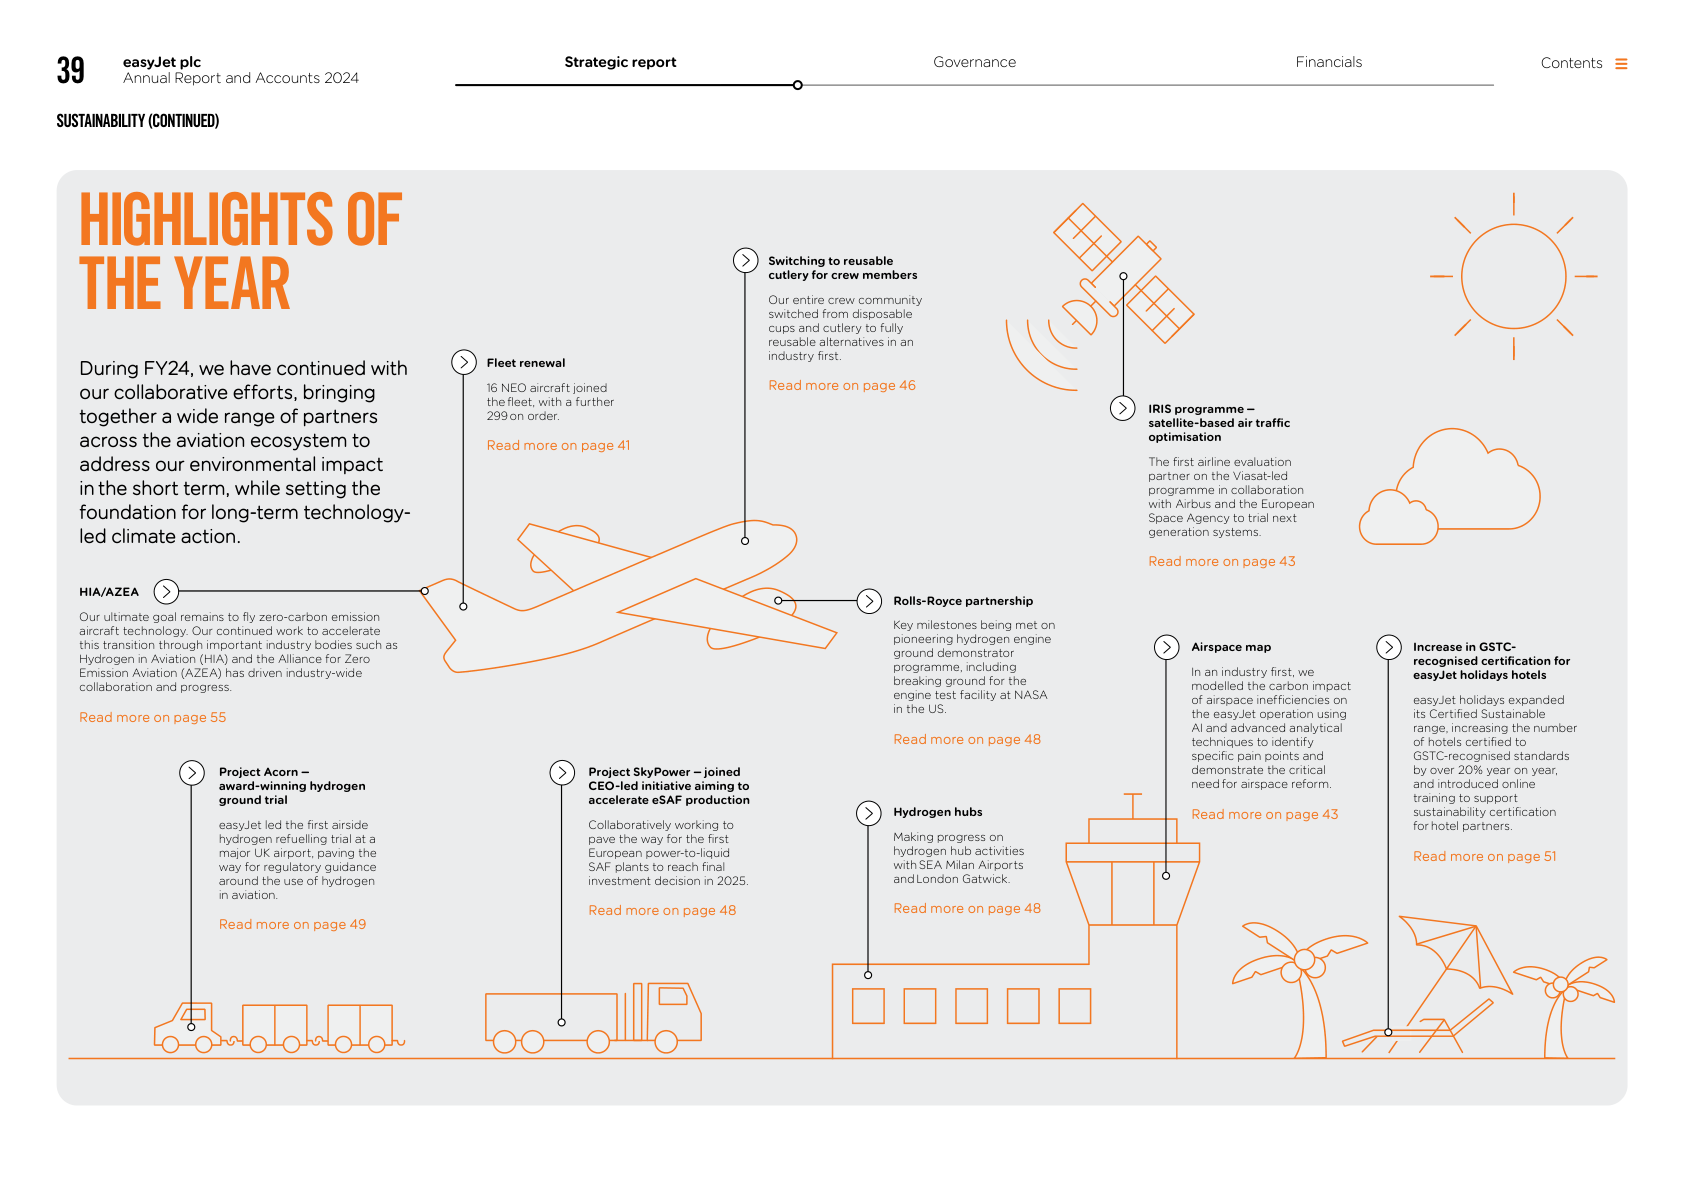 39
easyJet plc
Annual Report and Accounts 2024
Strategic report
Governance
Financials
Contents
SUSTAINABILITY (CONTINUED)
HIGHLIGHTS OF
THE YEAR
During FY24, we have continued with
our collaborative efforts, bringing
together a wide range of partners
across the aviation ecosystem to
address our environmental impact
in the short term, while setting the
foundation for long-term technology-
led climate action.
HIA/AZEA
Our ultimate goal remains to fly zero-carbon emission
aircraft technology. Our continued work to accelerate
this transition through important industry bodies such as
Hydrogen in Aviation (HIA) and the Alliance for Zero
Emission Aviation (AZEA) has driven industry-wide
collaboration and progress.
Read more on page 55
Fleet renewal
16 NEO aircraft joined
the fleet, with a further
299 on order.
Read more on page 41
Switching to reusable
cutlery for crew members
Our entire crew community
switched from disposable
cups and cutlery to fully
reusable alternatives in an
industry first.
Read more on page 46
IRIS programme –
satellite-based air traffic
optimisation
The first airline evaluation
partner on the Viasat-led
programme in collaboration
with Airbus and the European
Space Agency to trial next
generation systems.
Read more on page 43
Rolls-Royce partnership
Key milestones being met on
pioneering hydrogen engine
ground demonstrator
programme, including
breaking ground for the
engine test facility at NASA
in the US.
Read more on page 48
Airspace map
In an industry first, we
modelled the carbon impact
of airspace inefficiencies on
the easyJet operation using
AI and advanced analytical
techniques to identify
specific pain points and
demonstrate the critical
need for airspace reform.
Read more on page 43
Increase in GSTC-
recognised certification for
easyJet holidays hotels
easyJet holidays expanded
its Certified Sustainable
range, increasing the number
of hotels certified to
GSTC-recognised standards
by over 20% year on year,
and introduced online
training to support
sustainability certification
for hotel partners.
Read more on page 51
Project Acorn –
award-winning hydrogen
ground trial
easyJet led the first airside
hydrogen refuelling trial at a
major UK airport, paving the
way for regulatory guidance
around the use of hydrogen
in aviation.
Read more on page 49
Project SkyPower – joined
CEO-led initiative aiming to
accelerate eSAF production
Collaboratively working to
pave the way for the first
European power-to-liquid
SAF plants to reach final
investment decision in 2025.
Read more on page 48
Hydrogen hubs
Making progress on
hydrogen hub activities
with SEA Milan Airports
and London Gatwick.
Read more on page 48